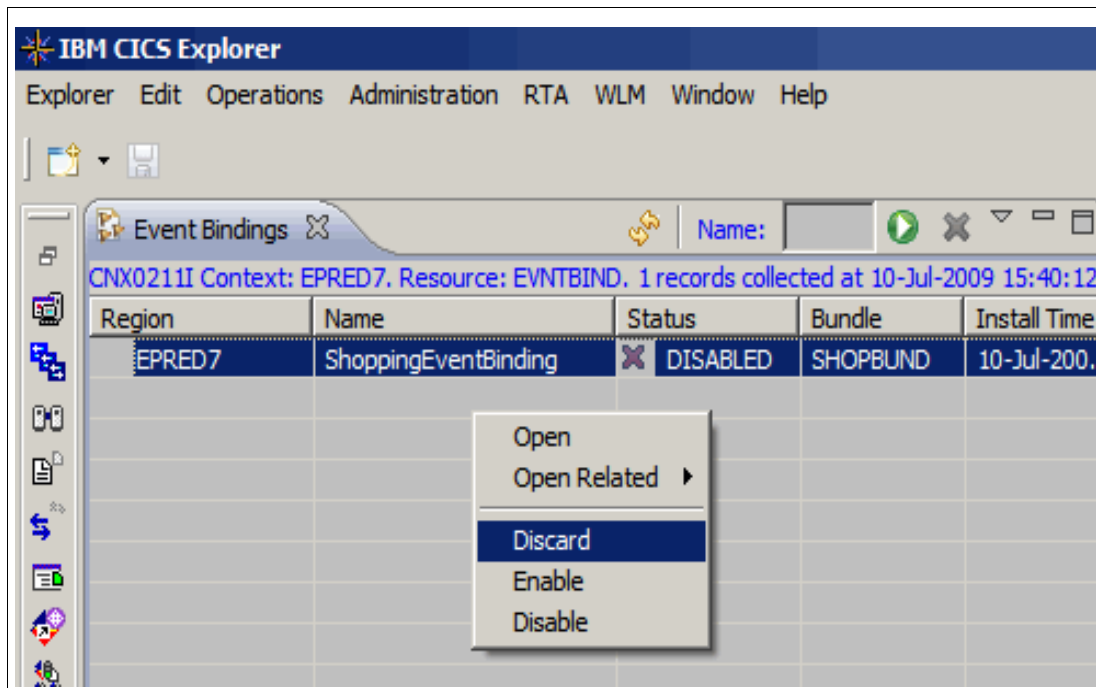 IBM CICS Explorer
Explorer Edit Operations Administration RTA WLM Window Help
Event Bindings Name:
CNX0211I Context: EPRED7. Resource: EVNTBIND. 1 records collected at 10-Jul-2009 15:40:12
Region Name Status Bundle Install Time
EPRED7 ShoppingEventBinding DISABLED SHOPBUND 10-Jul-200.
Open
Open Related
Discard
Enable
Disable